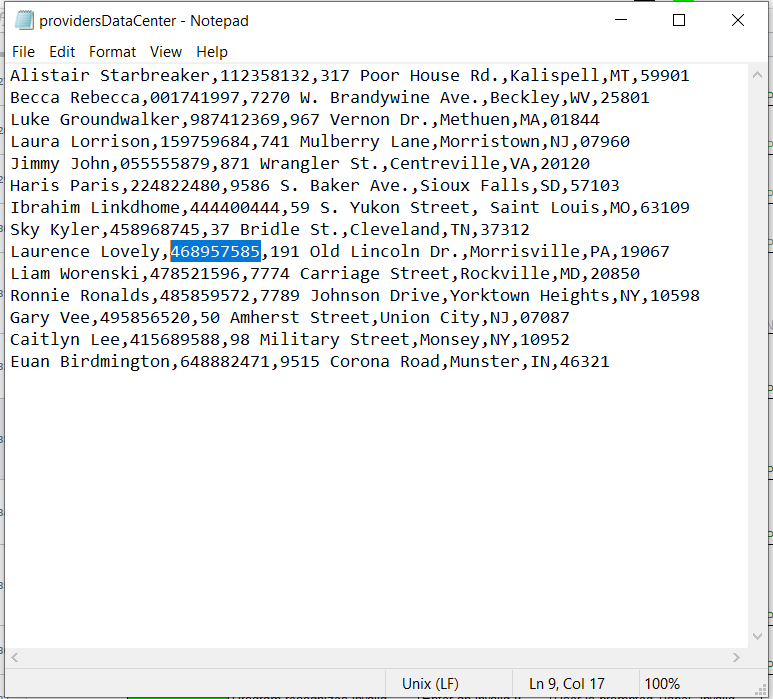 providersDataCenter - Notepad
File Edit Format View Help
Alistair Starbreaker,112358132,317 Poor House Rd.,Kalispell,MT,59901
Becca Rebecca,001741997,7270 W. Brandywine Ave.,Beckley,WV,25801
Luke Groundwalker,987412369,967 Vernon Dr.,Methuen,MA,01844
Laura Lorrison,159759684,741 Mulberry Lane,Morristown,NJ,07960
Jimmy John,055555879,871 Wrangler St.,Centreville,VA,20120
Haris Paris,224822480,9586 S. Baker Ave.,Sioux Falls,SD,57103
Ibrahim Linkdhome,444400444,59 S. Yukon Street, Saint Louis,MO,63109
Sky Kyler,458968745,37 Bridle St.,Cleveland,TN,37312
Laurence Lovely,468957585,191 Old Lincoln Dr.,Morrisville,PA,19067
Liam Worenski,478521596,7774 Carriage Street,Rockville,MD,20850
Ronnie Ronalds,485859572,7789 Johnson Drive,Yorktown Heights,NY,10598
Gary Vee,495856520,50 Amherst Street,Union City,NJ,07087
Caitlyn Lee,415689588,98 Military Street,Monsey,NY,10952
Euan Birdmington,648882471,9515 Corona Road,Munster,IN,46321
Unix (LF) Ln 9, Col 17 100%